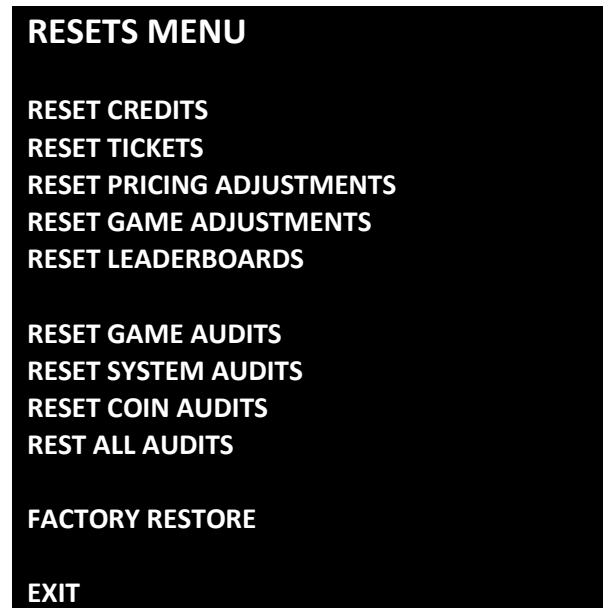 RESETS MENU
RESET CREDITS
RESET TICKETS
RESET PRICING ADJUSTMENTS
RESET GAME ADJUSTMENTS
RESET LEADERBOARDS
RESET GAME AUDITS
RESET SYSTEM AUDITS
RESET COIN AUDITS
REST ALL AUDITS
FACTORY RESTORE
EXIT